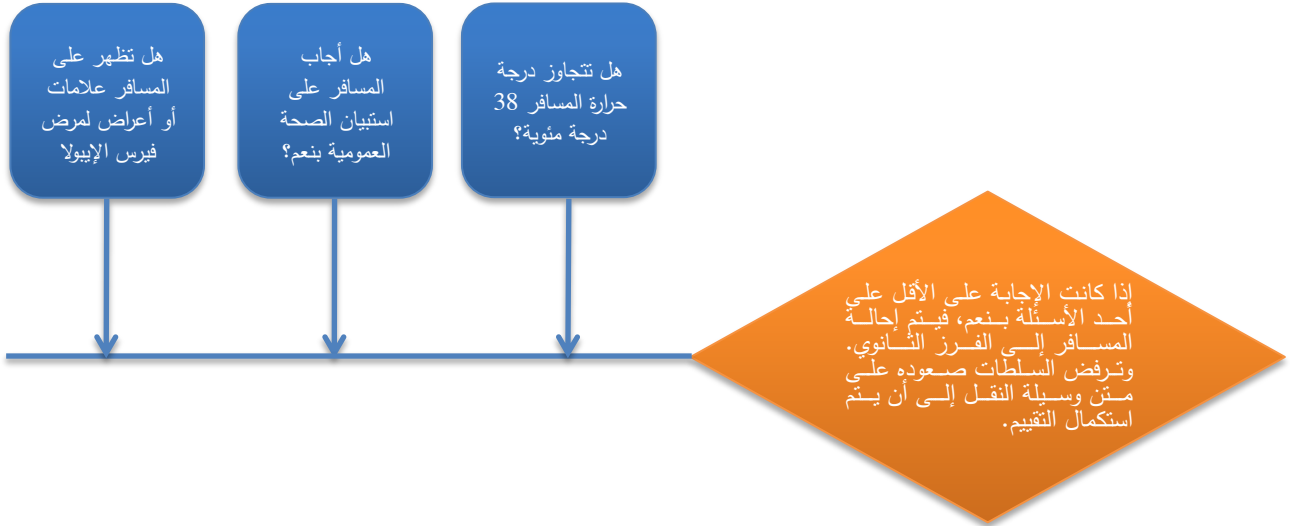 هل تتجاوز درجة
حرارة المسافر 38
درجة مئوية؟
هل أجاب
المسافر على
استبيان الصحة
العمومية بنعم؟
هل تظهر على
المسافر علامات
أو أعراض لمرض
فيرس الإيبولا
إذا كانت الإجابة على الأقل على
أحد الأسئلة بنعم، فيتم إحالة
المسافر إلى الفرز الثانوي.
وترفض السلطات صعوده على
متن وسيلة النقل إلى أن يتم
استكمال التقييم.